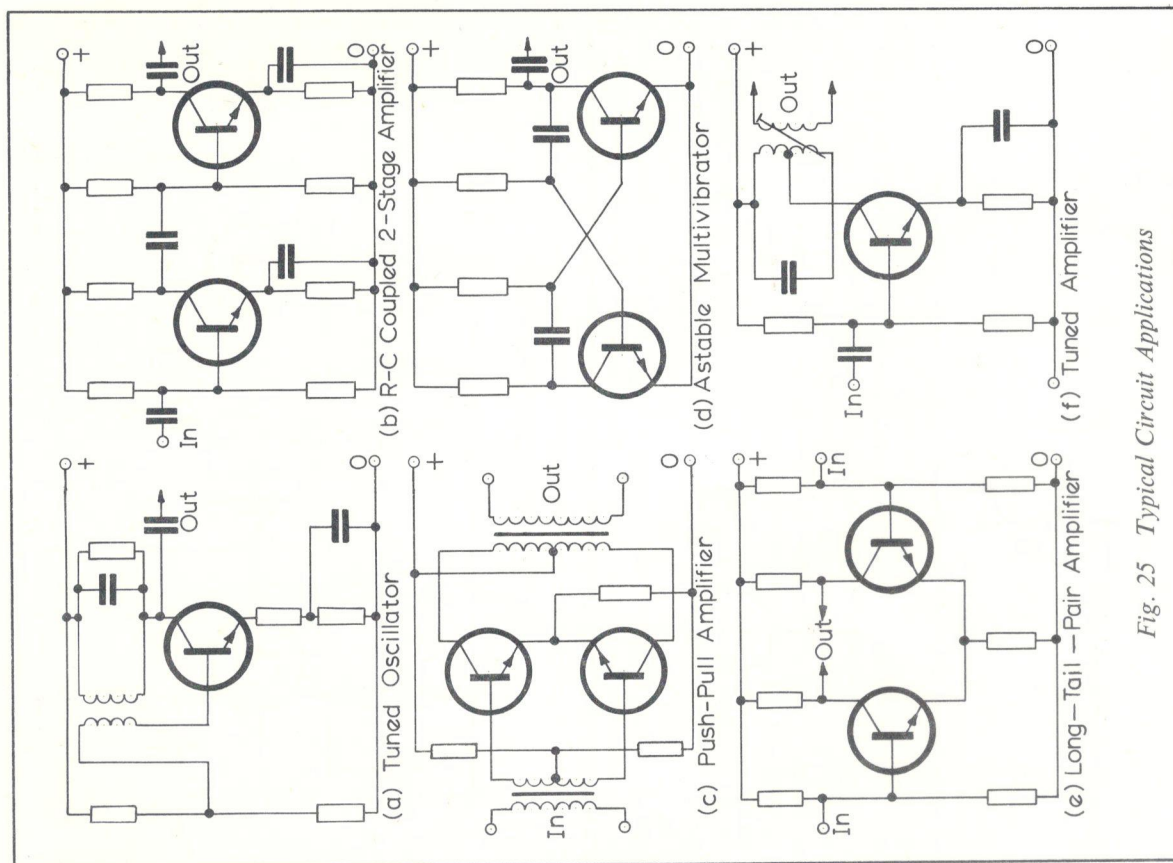 +
Out
O
(a) Tuned Oscillator
+
In
Out
O
(b) R-C Coupled 2-Stage Amplifier
+
In
Out
O
(c) Push-Pull Amplifier
+
Out
O
(d) Astable Multivibrator
+
In
In
Out
O
(e) Long-Tail-Pair Amplifier
+
In
Out
O
(f) Tuned Amplifier
Fig. 25 Typical Circuit Applications